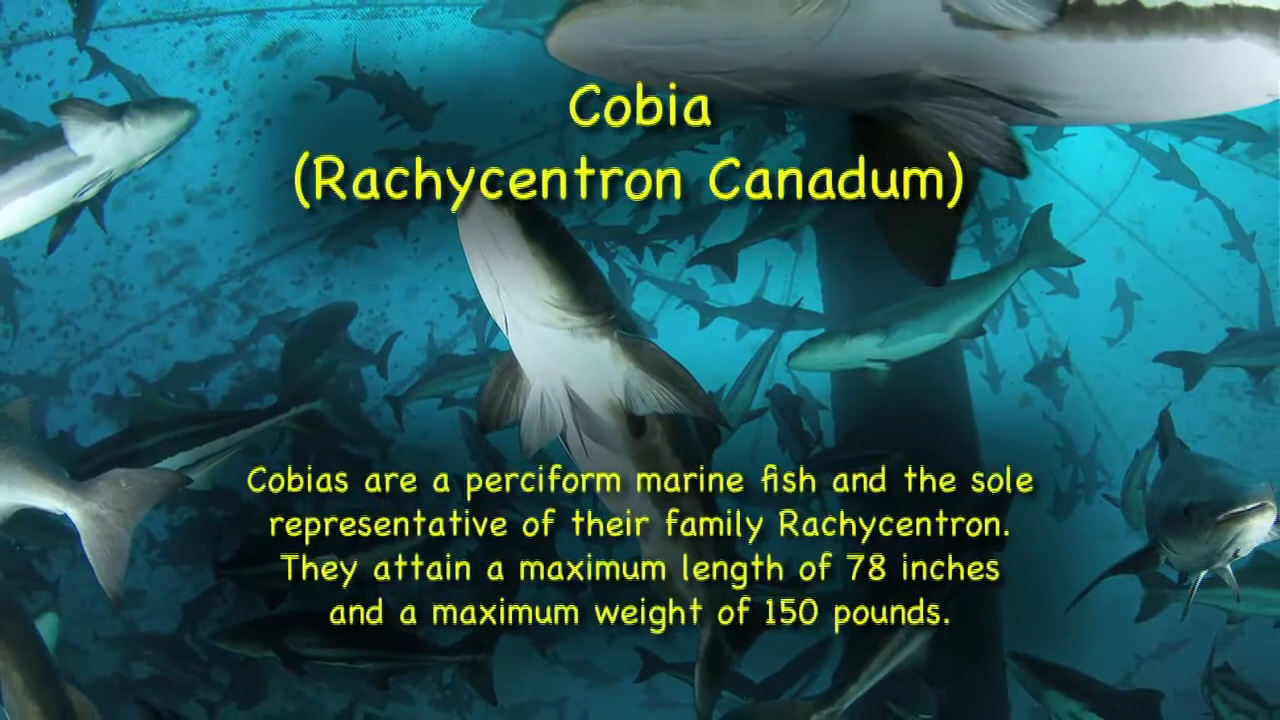 Cobia
(Rachycentron Canadum)
Cobias are a perciform marine fish and the sole
representative of their family Rachycentron.
They attain a maximum length of 78 inches
and a maximum weight of 150 pounds.